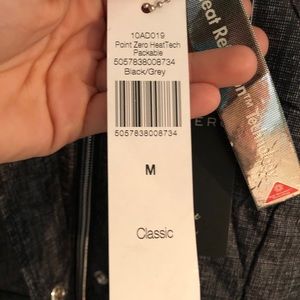 10AD019
Point Zero HeatTech
Packable
5057838008734
Black/Grey
5057838008734
M
Classic